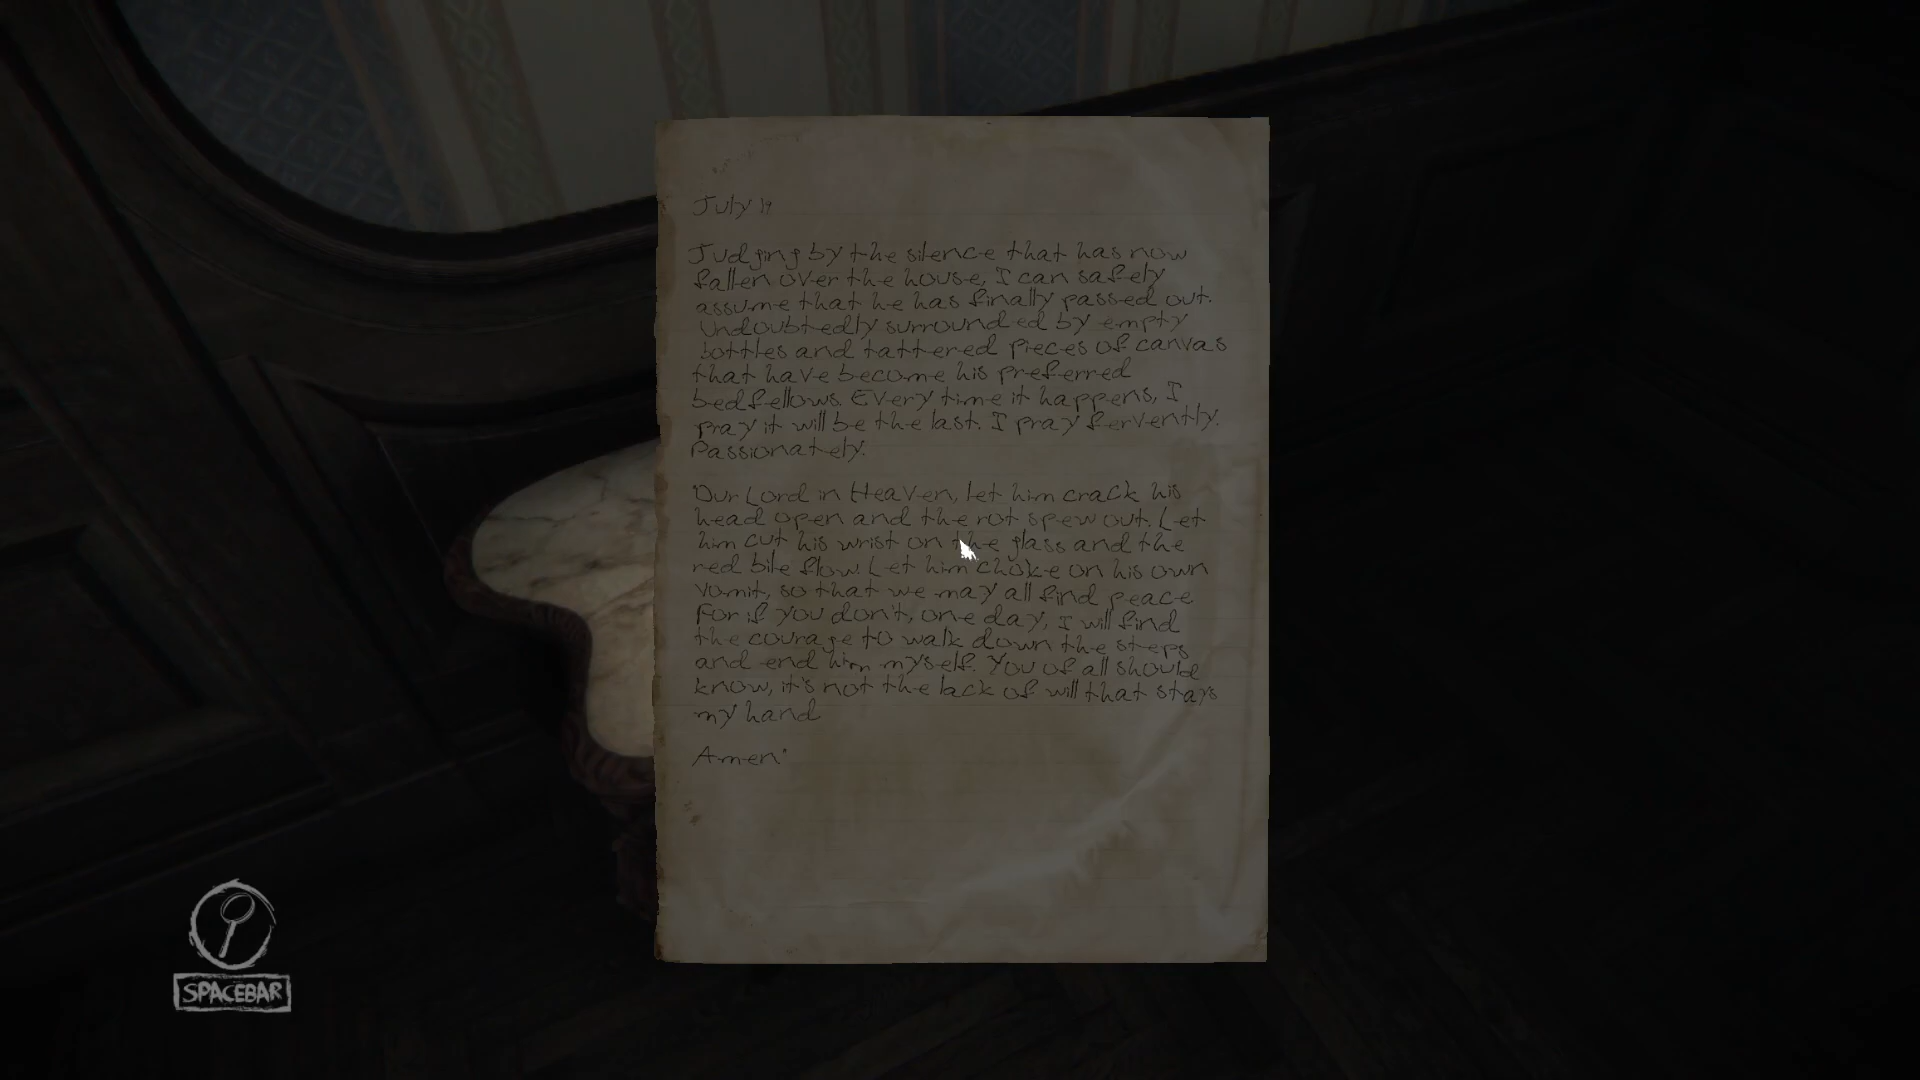 July 19
Judging by the silence that has now
fallen over the house, I can safely
assume that he has finally passed out.
Undoubtedly surrounded by empty
bottles and tattered pieces of canvas
that have become his preferred
bedfellows. Every time it happens, I
pray it will be the last. I pray fervently.
Passionately.
Our Lord in Heaven, let him crack his
head open and the rot spew out. Let
him cut his wrist on the glass and the
red bile flow. Let him choke on his own
vomit, so that we may all find peace
For if you don't, one day, I will find
the courage to walk down the steps
and end him myself. You of all should
know, it's not the lack of will that stays
my hand
Amen"
SPACEBAR